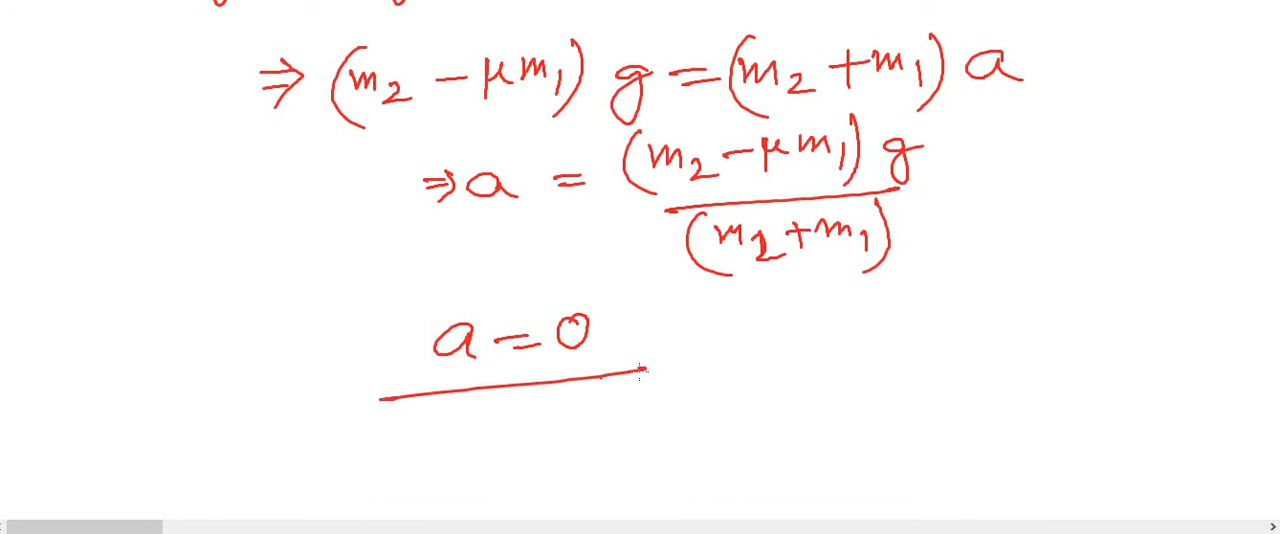 ⇒ (m₂ − μm₁) g = (m₂ + m₁) a
⇒ a = (m₂ − μm₁) g / (m₂ + m₁)
a = 0